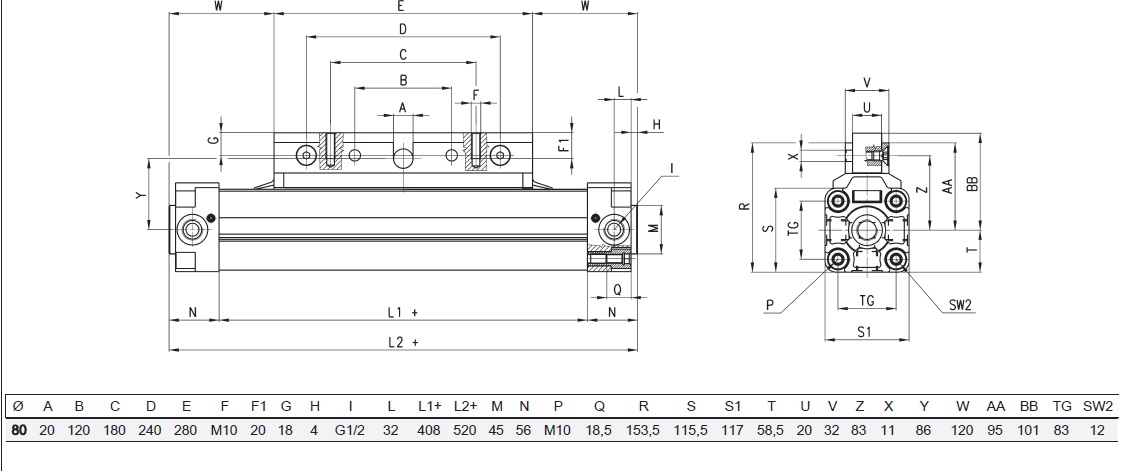 W E W
D
C
B
F
A
L
H
G
F1
I
Y
M
Q
N L1 + N
L2 +
V
U
X
Z
AA
BB
R
S
TG
T
P TG SW2
S1
Ø A B C D E F F1 G H I L L1+ L2+ M N P Q R S S1 T U V Z X Y W AA BB TG SW2
80 20 120 180 240 280 M10 20 18 4 G1/2 32 408 520 45 56 M10 18,5 153,5 115,5 117 58,5 20 32 83 11 86 120 95 101 83 12